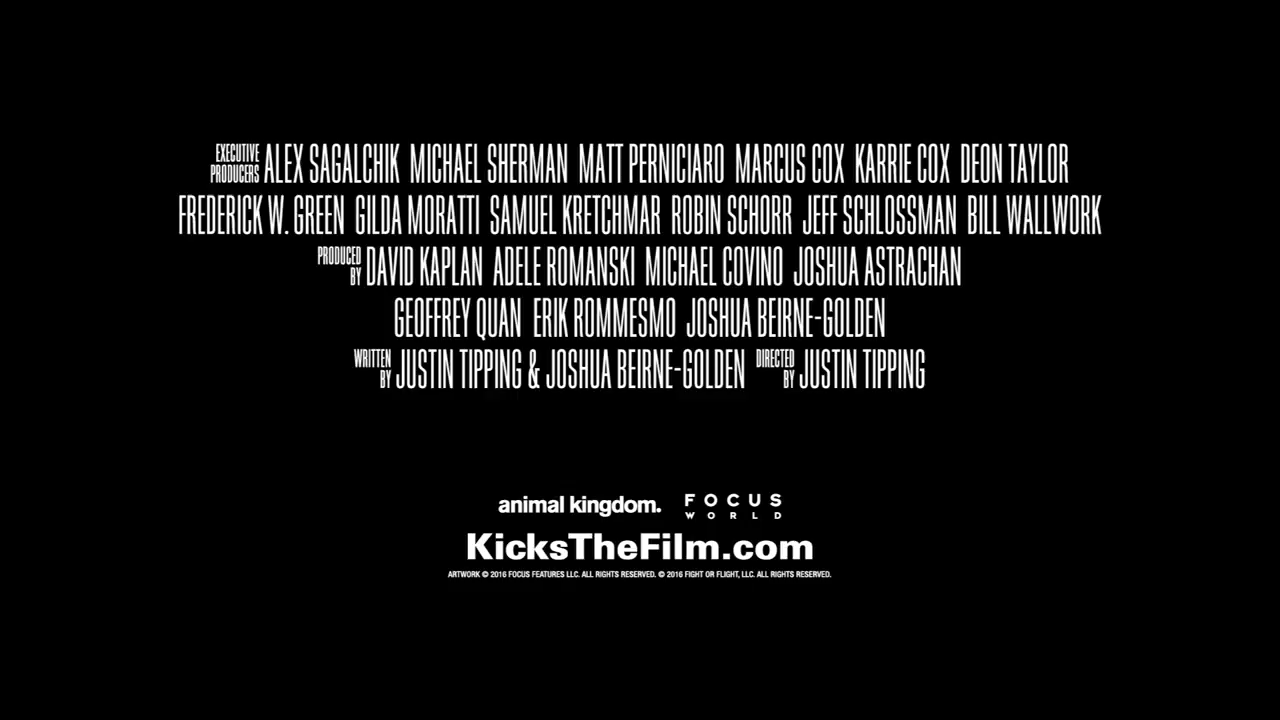 EXECUTIVE PRODUCERS ALEX SAGALCHIK MICHAEL SHERMAN MATT PERNICIARO MARCUS COX KARRIE COX DEON TAYLOR
FREDERICK W. GREEN GILDA MORATTI SAMUEL KRETCHMAR ROBIN SCHORR JEFF SCHLOSSMAN BILL WALLWORK
PRODUCED BY DAVID KAPLAN ADELE ROMANSKI MICHAEL COVINO JOSHUA ASTRACHAN
GEOFFREY QUAN ERIK ROMMESMO JOSHUA BEIRNE-GOLDEN
WRITTEN BY JUSTIN TIPPING & JOSHUA BEIRNE-GOLDEN DIRECTED BY JUSTIN TIPPING
animal kingdom. FOCUS WORLD
KicksTheFilm.com
ARTWORK © 2016 FOCUS FEATURES LLC. ALL RIGHTS RESERVED. © 2016 FIGHT OR FLIGHT, LLC. ALL RIGHTS RESERVED.